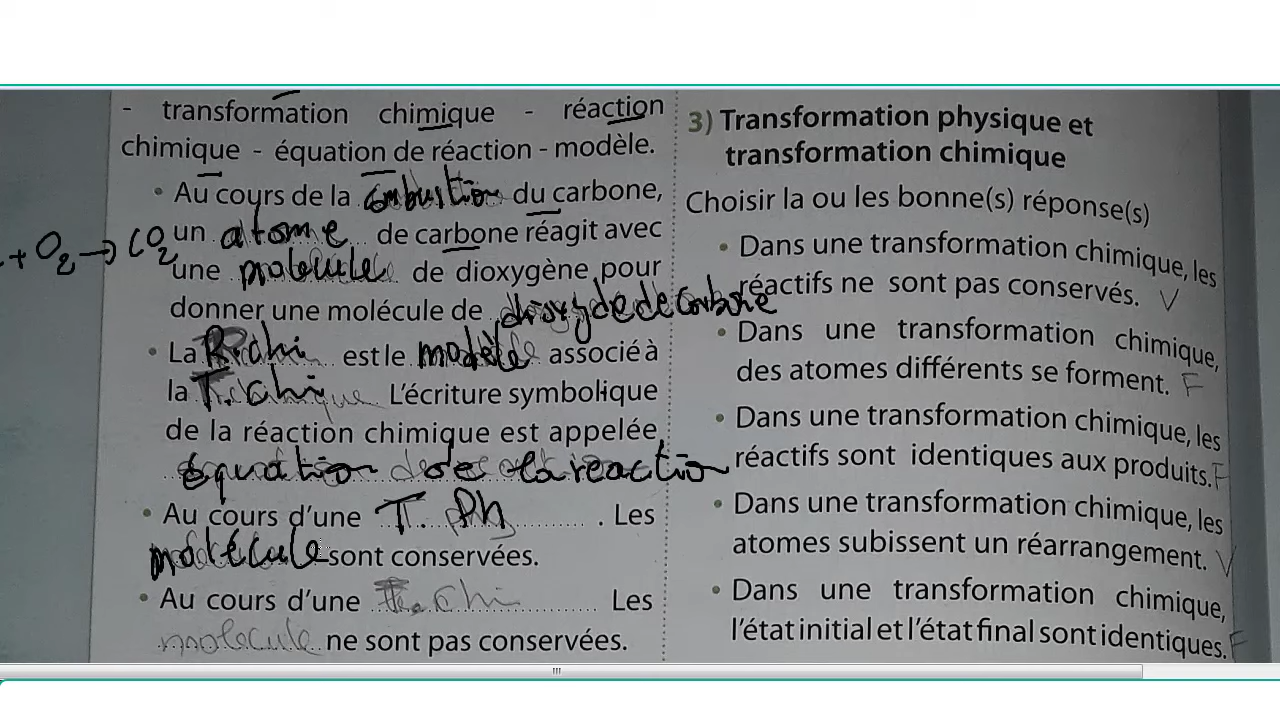 - transformation chimique - réaction
chimique - équation de réaction - modèle.
• Au cours de la combustion du carbone,
un atome de carbone réagit avec
+ O2 → CO2
une molécule de dioxygène pour
donner une molécule de dioxyde de carbone
• La R.chi est le modèle associé à
la T. chi L'écriture symbolique
de la réaction chimique est appelée
équation de la reaction
• Au cours d'une T. Ph . Les
molécule sont conservées.
• Au cours d'une T. chi Les
molecule ne sont pas conservées.
3) Transformation physique et
transformation chimique
Choisir la ou les bonne(s) réponse(s)
• Dans une transformation chimique, les
réactifs ne sont pas conservés. V
• Dans une transformation chimique,
des atomes différents se forment. F
• Dans une transformation chimique, les
réactifs sont identiques aux produits. F
• Dans une transformation chimique, les
atomes subissent un réarrangement. V
• Dans une transformation chimique,
l'état initial et l'état final sont identiques. F